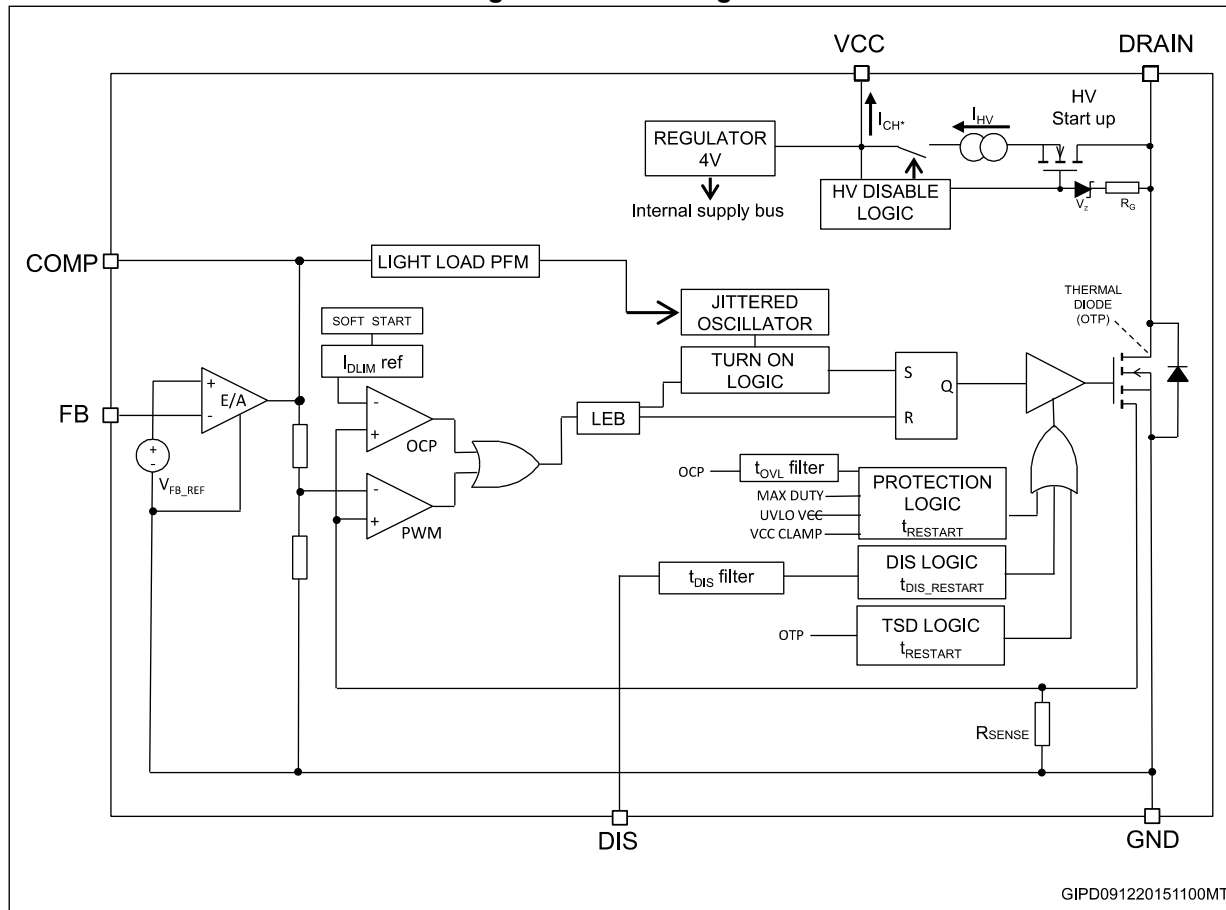 VCC
DRAIN
HV
Start up
I_CH*
I_HV
REGULATOR
4V
Internal supply bus
HV DISABLE
LOGIC
V_Z
R_G
COMP
LIGHT LOAD PFM
JITTERED
OSCILLATOR
THERMAL
DIODE
(OTP)
SOFT START
I_DLIM ref
TURN ON
LOGIC
S
Q
R
FB
+
-
E/A
-
+
OCP
LEB
+
-
V_FB_REF
-
+
PWM
OCP
t_OVL filter
MAX DUTY
UVLO VCC
VCC CLAMP
PROTECTION
LOGIC
t_RESTART
t_DIS filter
DIS LOGIC
t_DIS_RESTART
OTP
TSD LOGIC
t_RESTART
R_SENSE
DIS
GND
GIPD091220151100MT